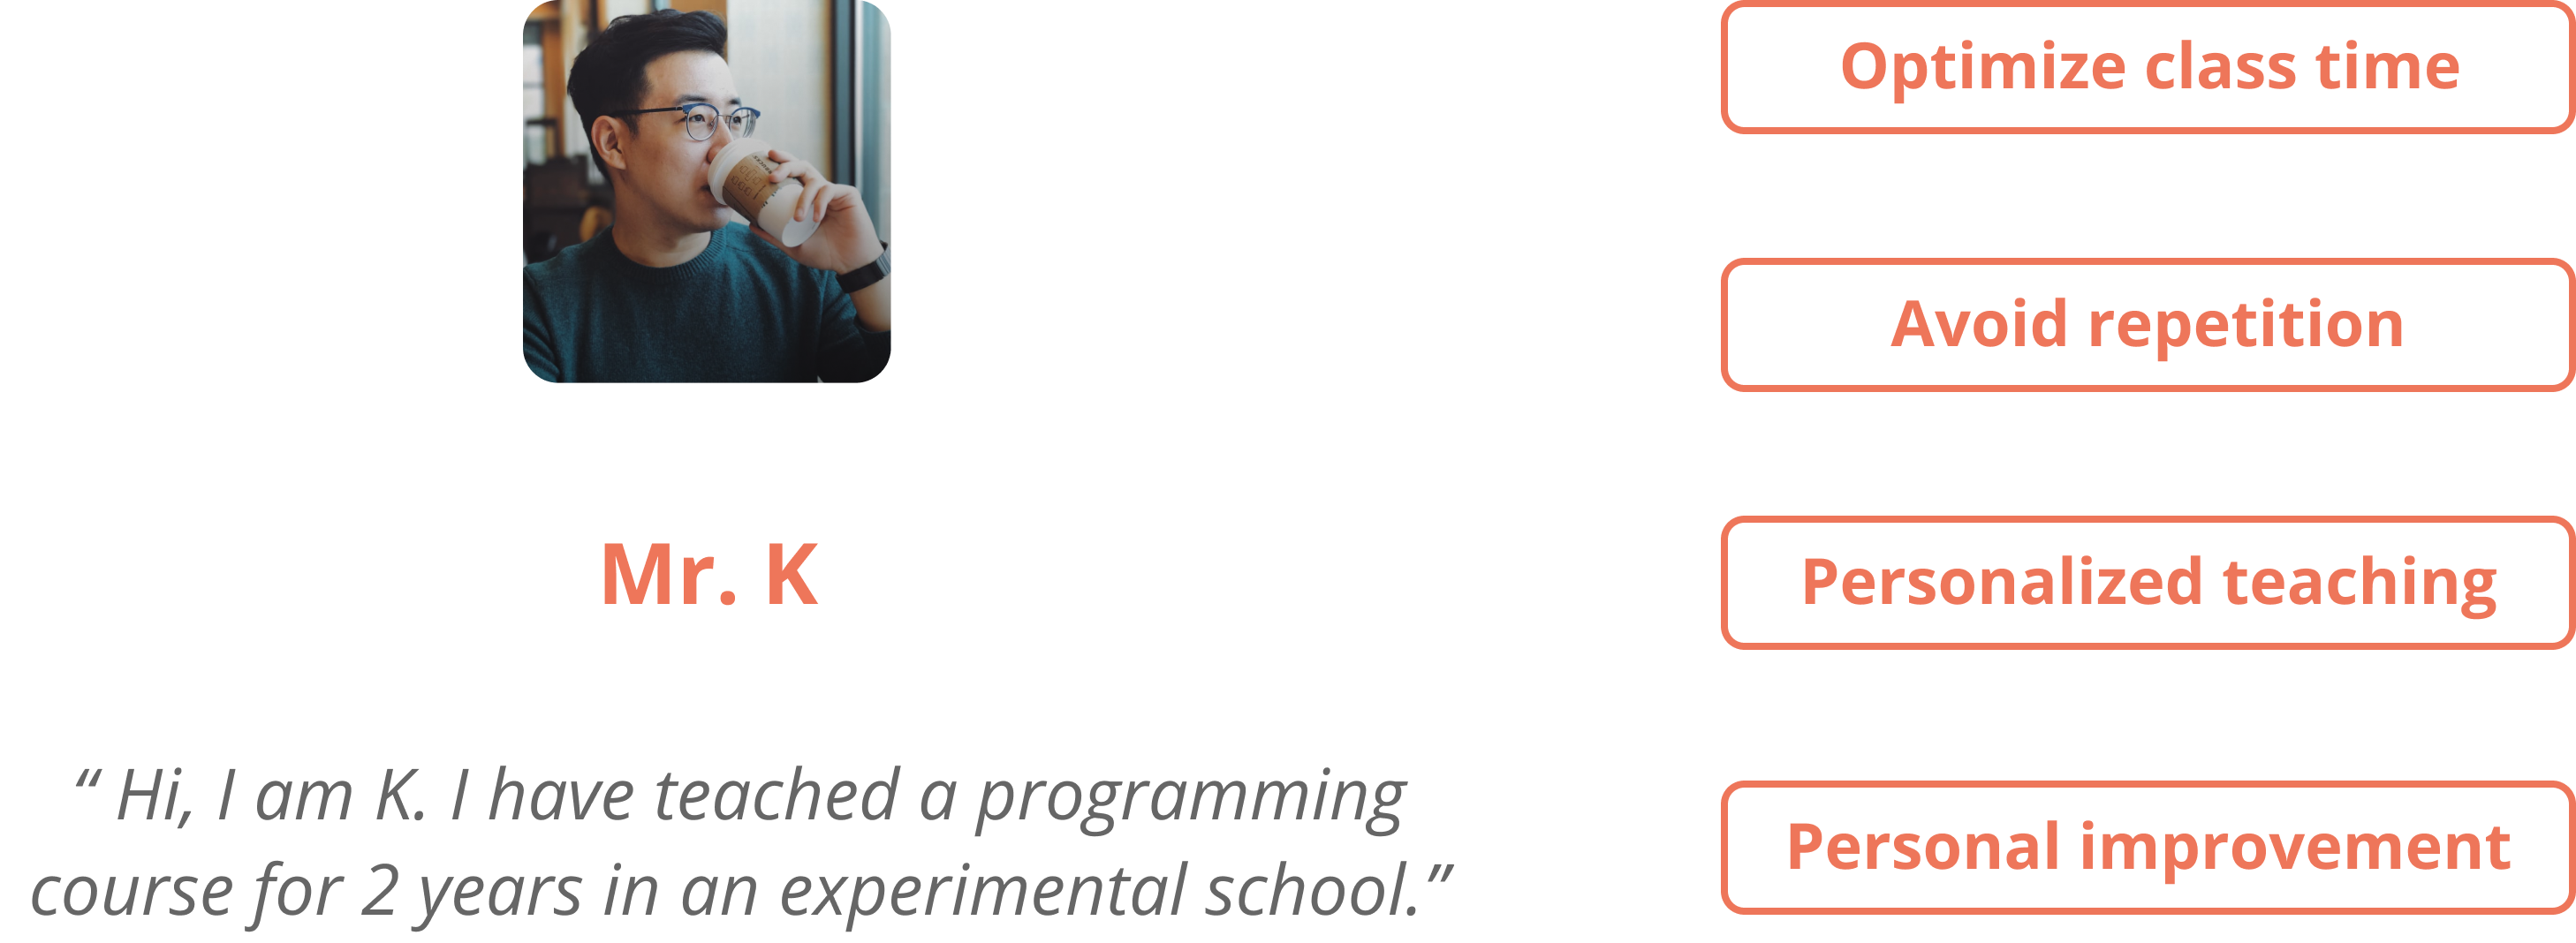 Mr. K
“ Hi, I am K. I have teached a programming
course for 2 years in an experimental school.”
Optimize class time
Avoid repetition
Personalized teaching
Personal improvement